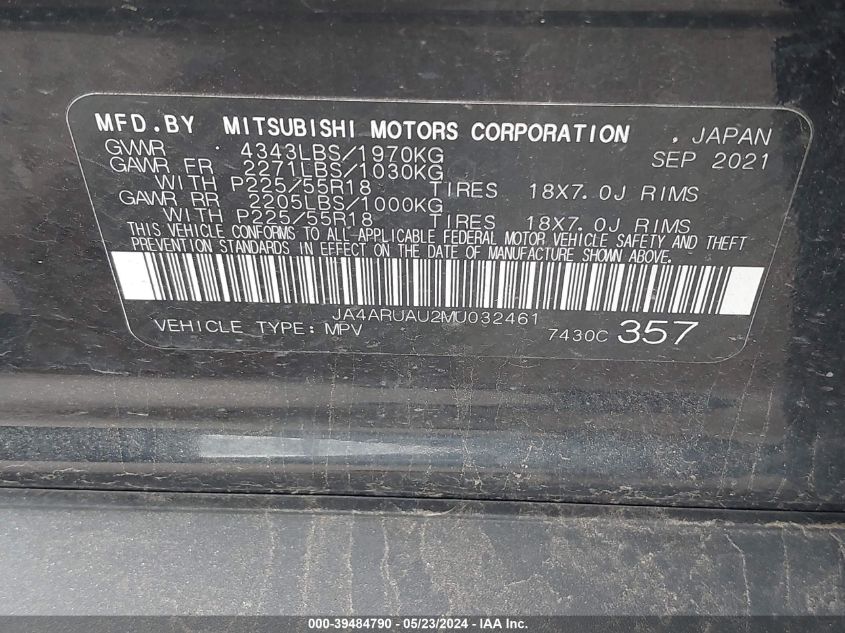 MFD.BY MITSUBISHI MOTORS CORPORATION . JAPAN
GVWR · 4343LBS/1970KG SEP 2021
GAWR FR 2271LBS/1030KG
WITH P225/55R18 TIRES 18X7.0J RIMS
GAWR RR 2205LBS/1000KG
WITH P225/55R18 TIRES 18X7.0J RIMS
THIS VEHICLE CONFORMS TO ALL APPLICABLE FEDERAL MOTOR VEHICLE SAFETY AND THEFT
PREVENTION STANDARDS IN EFFECT ON THE DATE OF MANUFACTURE SHOWN ABOVE.
JA4ARUAU2MU032461
VEHICLE TYPE: MPV 7430C 357
000-39484790 - 05/23/2024 - IAAI.com